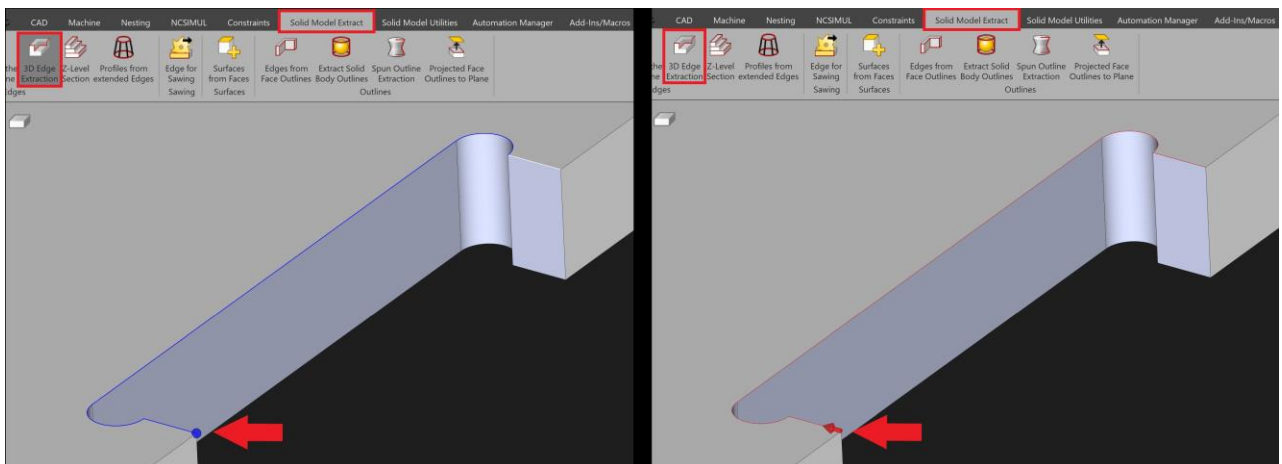 CAD Machine Nesting NCSIMUL Constraints Solid Model Extract Solid Model Utilities Automation Manager Add-Ins/Macros
3D Edge Z-Level Profiles from Edge for Surfaces Edges from Extract Solid Spun Outline Projected Face
Extraction Section extended Edges Sawing from Faces Face Outlines Body Outlines Extraction Outlines to Plane
Sawing Surfaces Outlines
CAD Machine Nesting NCSIMUL Constraints Solid Model Extract Solid Model Utilities Automation Manager Add-Ins/Macros
3D Edge Z-Level Profiles from Edge for Surfaces Edges from Extract Solid Spun Outline Projected Face
Extraction Section extended Edges Sawing from Faces Face Outlines Body Outlines Extraction Outlines to Plane
Sawing Surfaces Outlines